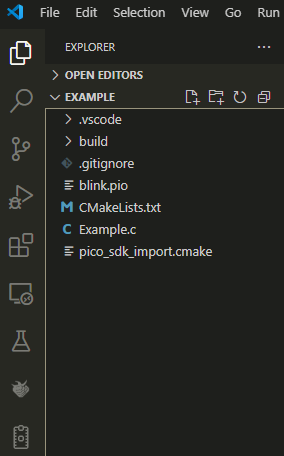 File Edit View Go Run
EXPLORER
OPEN EDITORS
EXAMPLE
.vscode
build
.gitignore
blink.pio
CMakeLists.txt
Example.c
pico_sdk_import.cmake